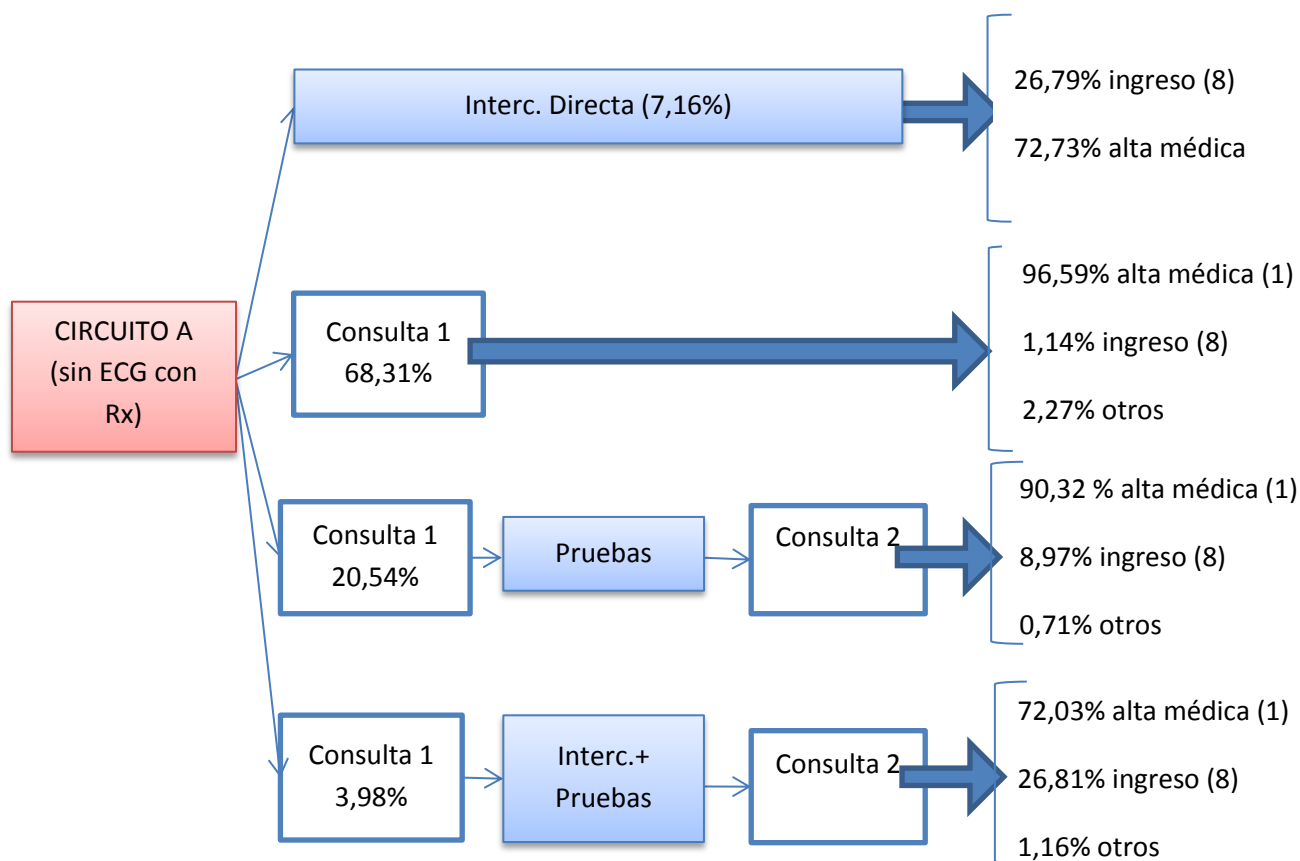 Interc. Directa (7,16%)
26,79% ingreso (8)
72,73% alta médica
CIRCUITO A
(sin ECG con
Rx)
Consulta 1
68,31%
96,59% alta médica (1)
1,14% ingreso (8)
2,27% otros
Consulta 1
20,54%
Pruebas
Consulta 2
90,32 % alta médica (1)
8,97% ingreso (8)
0,71% otros
Consulta 1
3,98%
Interc.+
Pruebas
Consulta 2
72,03% alta médica (1)
26,81% ingreso (8)
1,16% otros